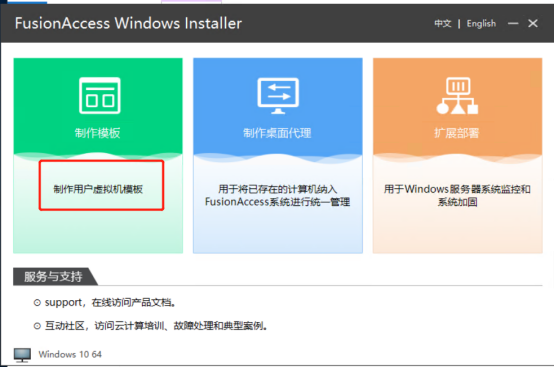 FusionAccess Windows Installer
中文 | English
制作模板
制作用户虚拟机模板
制作桌面代理
用于将已存在的计算机纳入
FusionAccess系统进行统一管理
扩展部署
用于Windows服务器系统监控和
系统加固
服务与支持
support，在线访问产品文档。
互动社区，访问云计算培训、故障处理和典型案例。
Windows 10 64